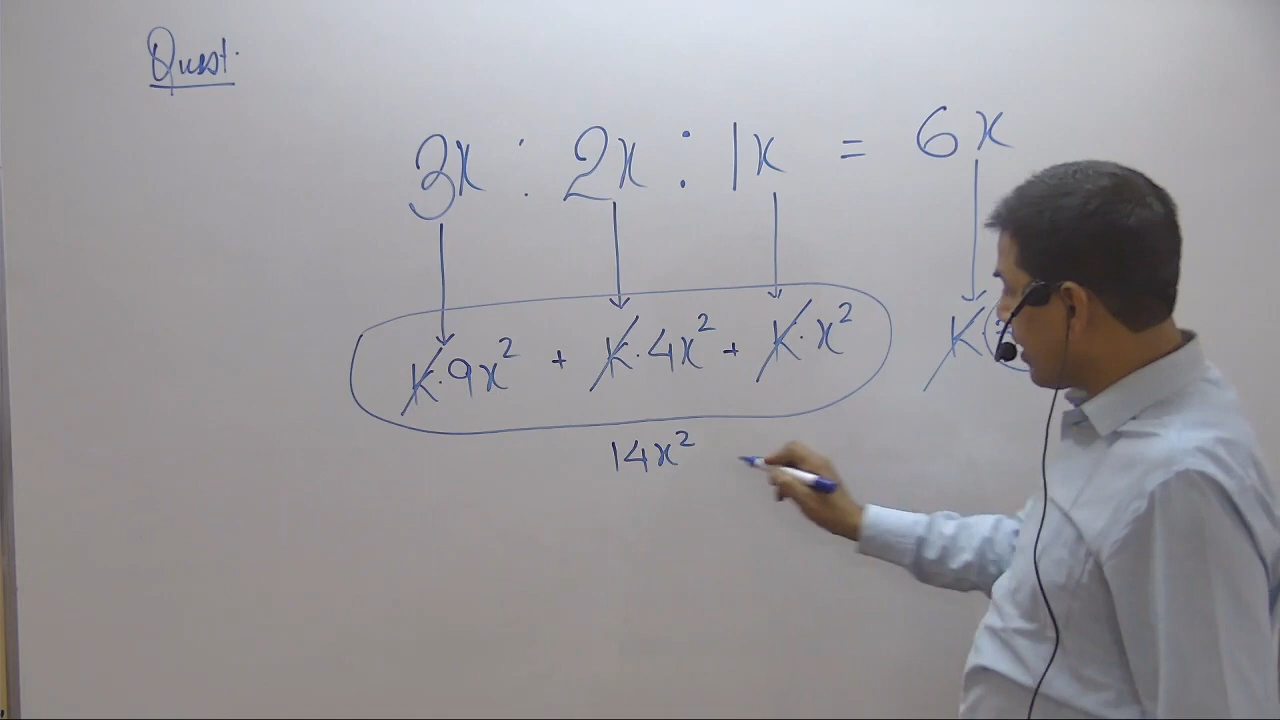 Quest.
3x : 2x : 1x = 6x
K·9x² + K·4x² + K·x² K·(
14x²